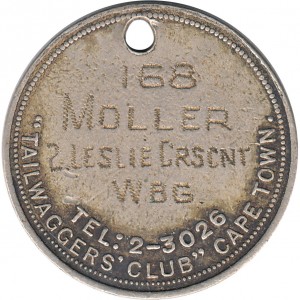 168
MOLLER
2. LESLIE CRSCNT
WBG.
TEL: 2-3026
"TAILWAGGERS' CLUB" CAPE TOWN.